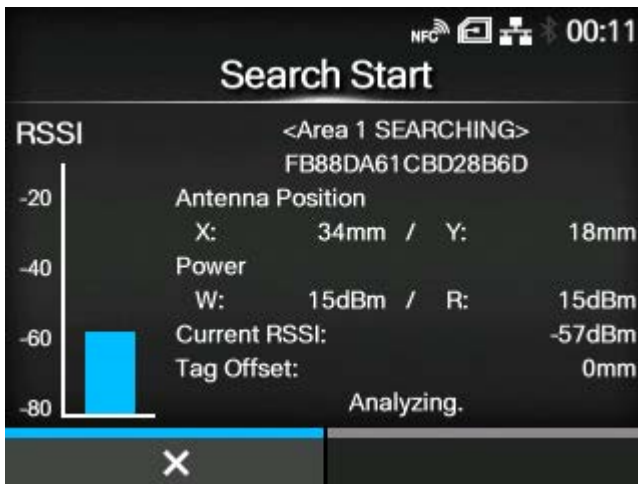 NFC 00:11
Search Start
RSSI
-20
-40
-60
-80
<Area 1 SEARCHING>
FB88DA61CBD28B6D
Antenna Position
X: 34mm / Y: 18mm
Power
W: 15dBm / R: 15dBm
Current RSSI: -57dBm
Tag Offset: 0mm
Analyzing.